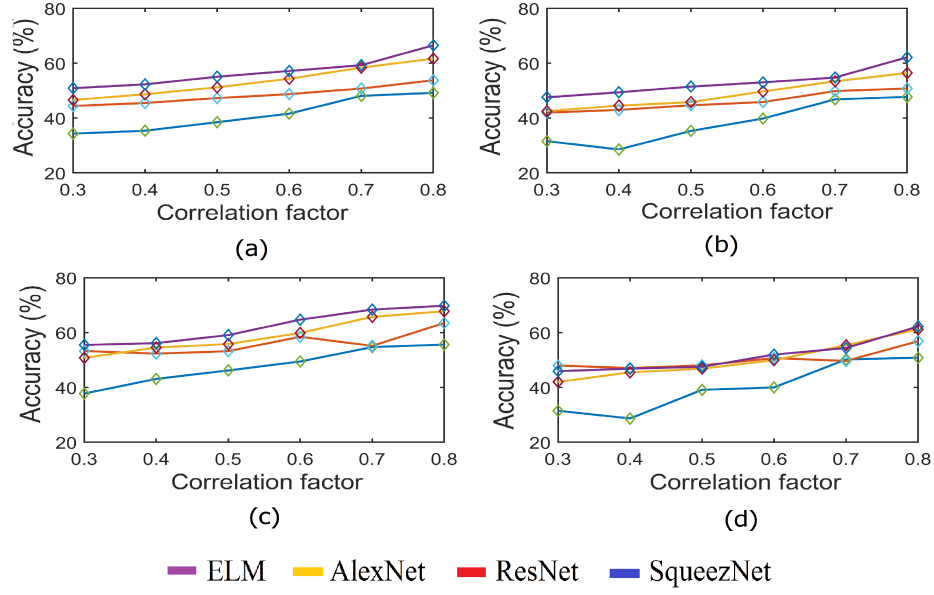 Accuracy (%)
80
60
40
20
0.3 0.4 0.5 0.6 0.7 0.8
Correlation factor
(a)
Accuracy (%)
80
60
40
20
0.3 0.4 0.5 0.6 0.7 0.8
Correlation factor
(b)
Accuracy (%)
80
60
40
20
0.3 0.4 0.5 0.6 0.7 0.8
Correlation factor
(c)
Accuracy (%)
80
60
40
20
0.3 0.4 0.5 0.6 0.7 0.8
Correlation factor
(d)
ELM AlexNet ResNet SqueezNet